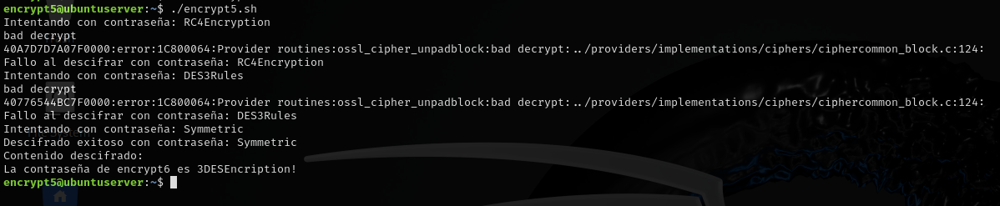 encrypt5@ubuntuserver:~$ ./encrypt5.sh
Intentando con contraseña: RC4Encryption
bad decrypt
40A7D7D7A07F0000:error:1C800064:Provider routines:ossl_cipher_unpadblock:bad decrypt:../providers/implementations/ciphers/ciphercommon_block.c:124:
Fallo al descifrar con contraseña: RC4Encryption
Intentando con contraseña: DES3Rules
bad decrypt
40776544BC7F0000:error:1C800064:Provider routines:ossl_cipher_unpadblock:bad decrypt:../providers/implementations/ciphers/ciphercommon_block.c:124:
Fallo al descifrar con contraseña: DES3Rules
Intentando con contraseña: Symmetric
Descifrado exitoso con contraseña: Symmetric
Contenido descifrado:
La contraseña de encrypt6 es 3DESEncription!
encrypt5@ubuntuserver:~$